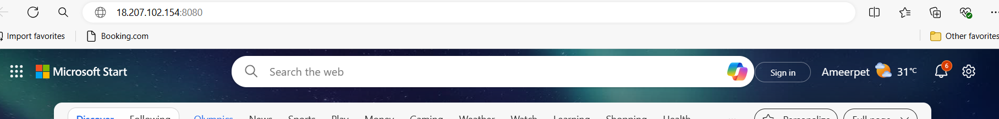 18.207.102.154:8080
Import favorites
Booking.com
Other favorites
Microsoft Start
Search the web
Sign in
Ameerpet
31°C
6
Discover
Following
Olympics
News
Sports
Play
Money
Gaming
Weather
Watch
Learning
Shopping
Health
Personalize
Full page